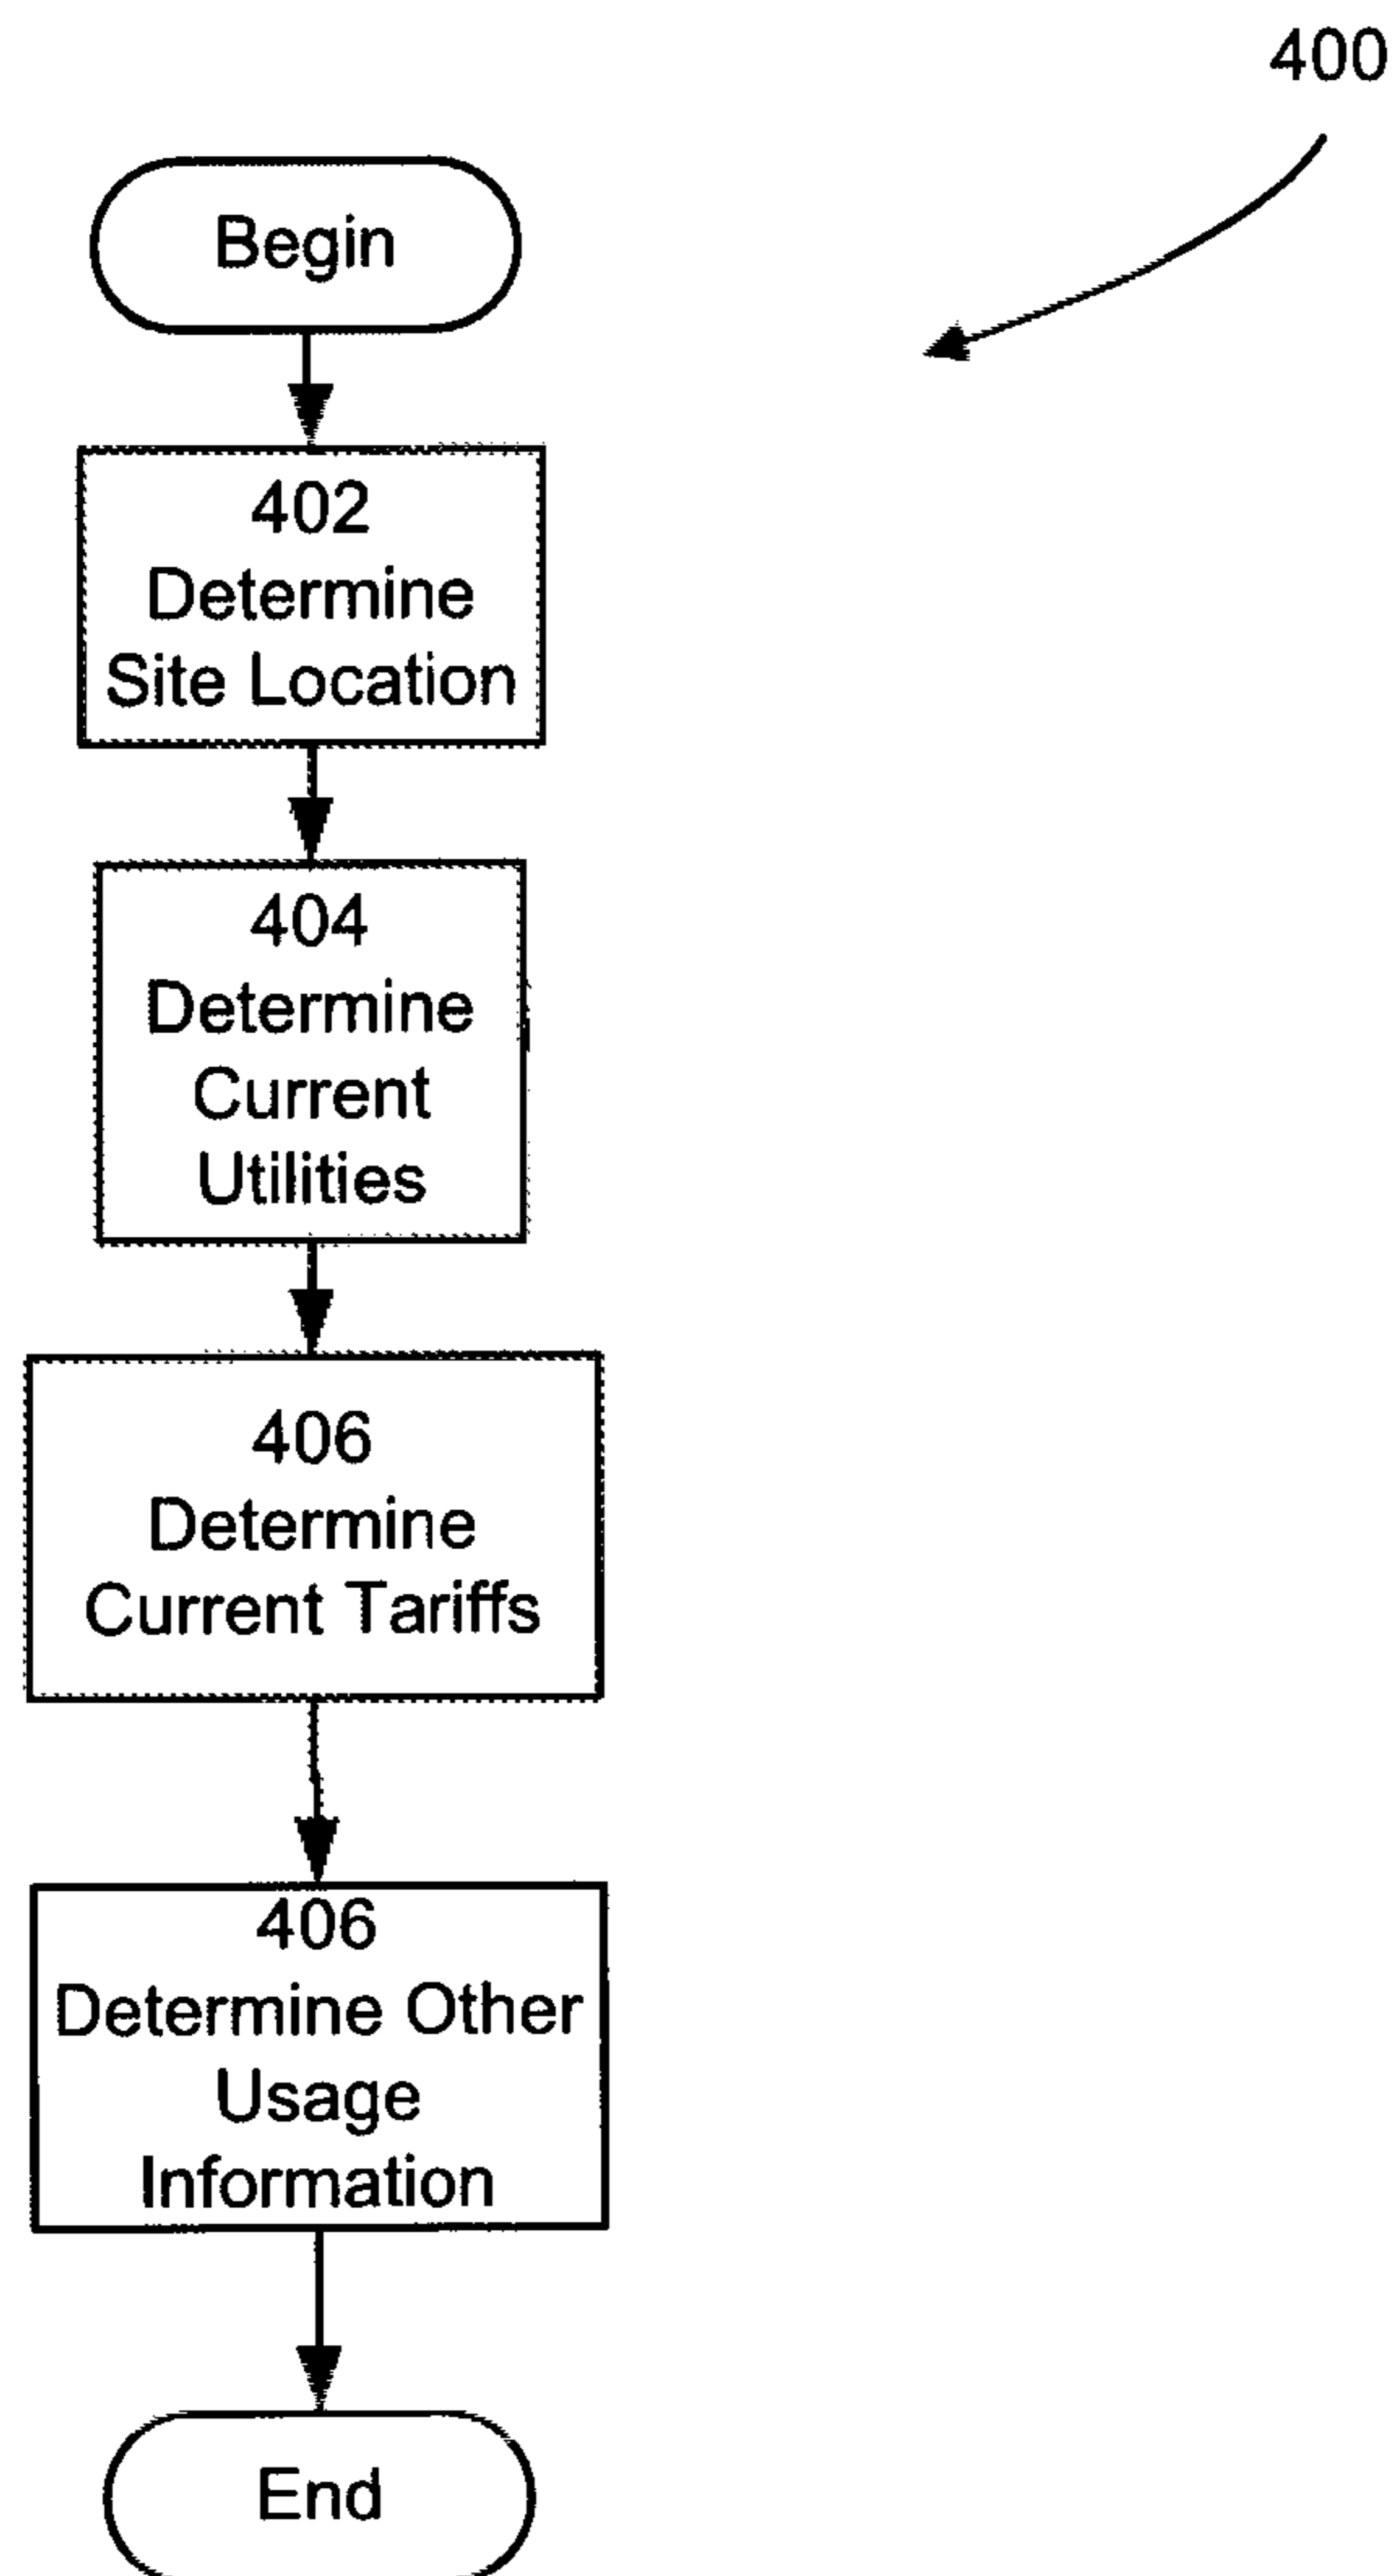 400
Begin
402
Determine
Site Location
404
Determine
Current
Utilities
406
Determine
Current Tariffs
406
Determine Other
Usage
Information
End